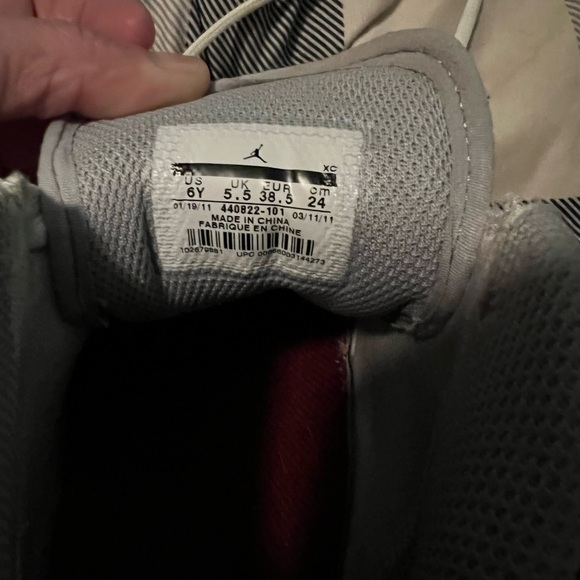 XC
US UK EUR cm
6Y 5.5 38.5 24
01/19/11 440822-101 03/11/11
MADE IN CHINA
FABRIQUE EN CHINE